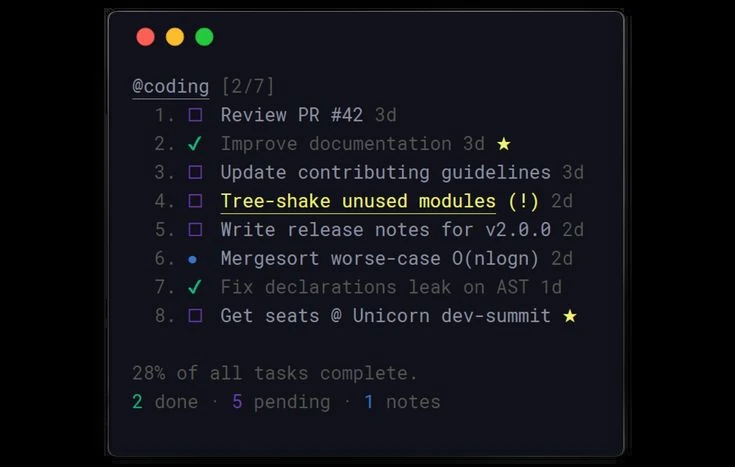 @coding [2/7]
1. ☐ Review PR #42 3d
2. ✔ Improve documentation 3d ★
3. ☐ Update contributing guidelines 3d
4. ☐ Tree-shake unused modules (!) 2d
5. ☐ Write release notes for v2.0.0 2d
6. ● Mergesort worse-case O(nlogn) 2d
7. ✔ Fix declarations leak on AST 1d
8. ☐ Get seats @ Unicorn dev-summit ★
28% of all tasks complete.
2 done · 5 pending · 1 notes